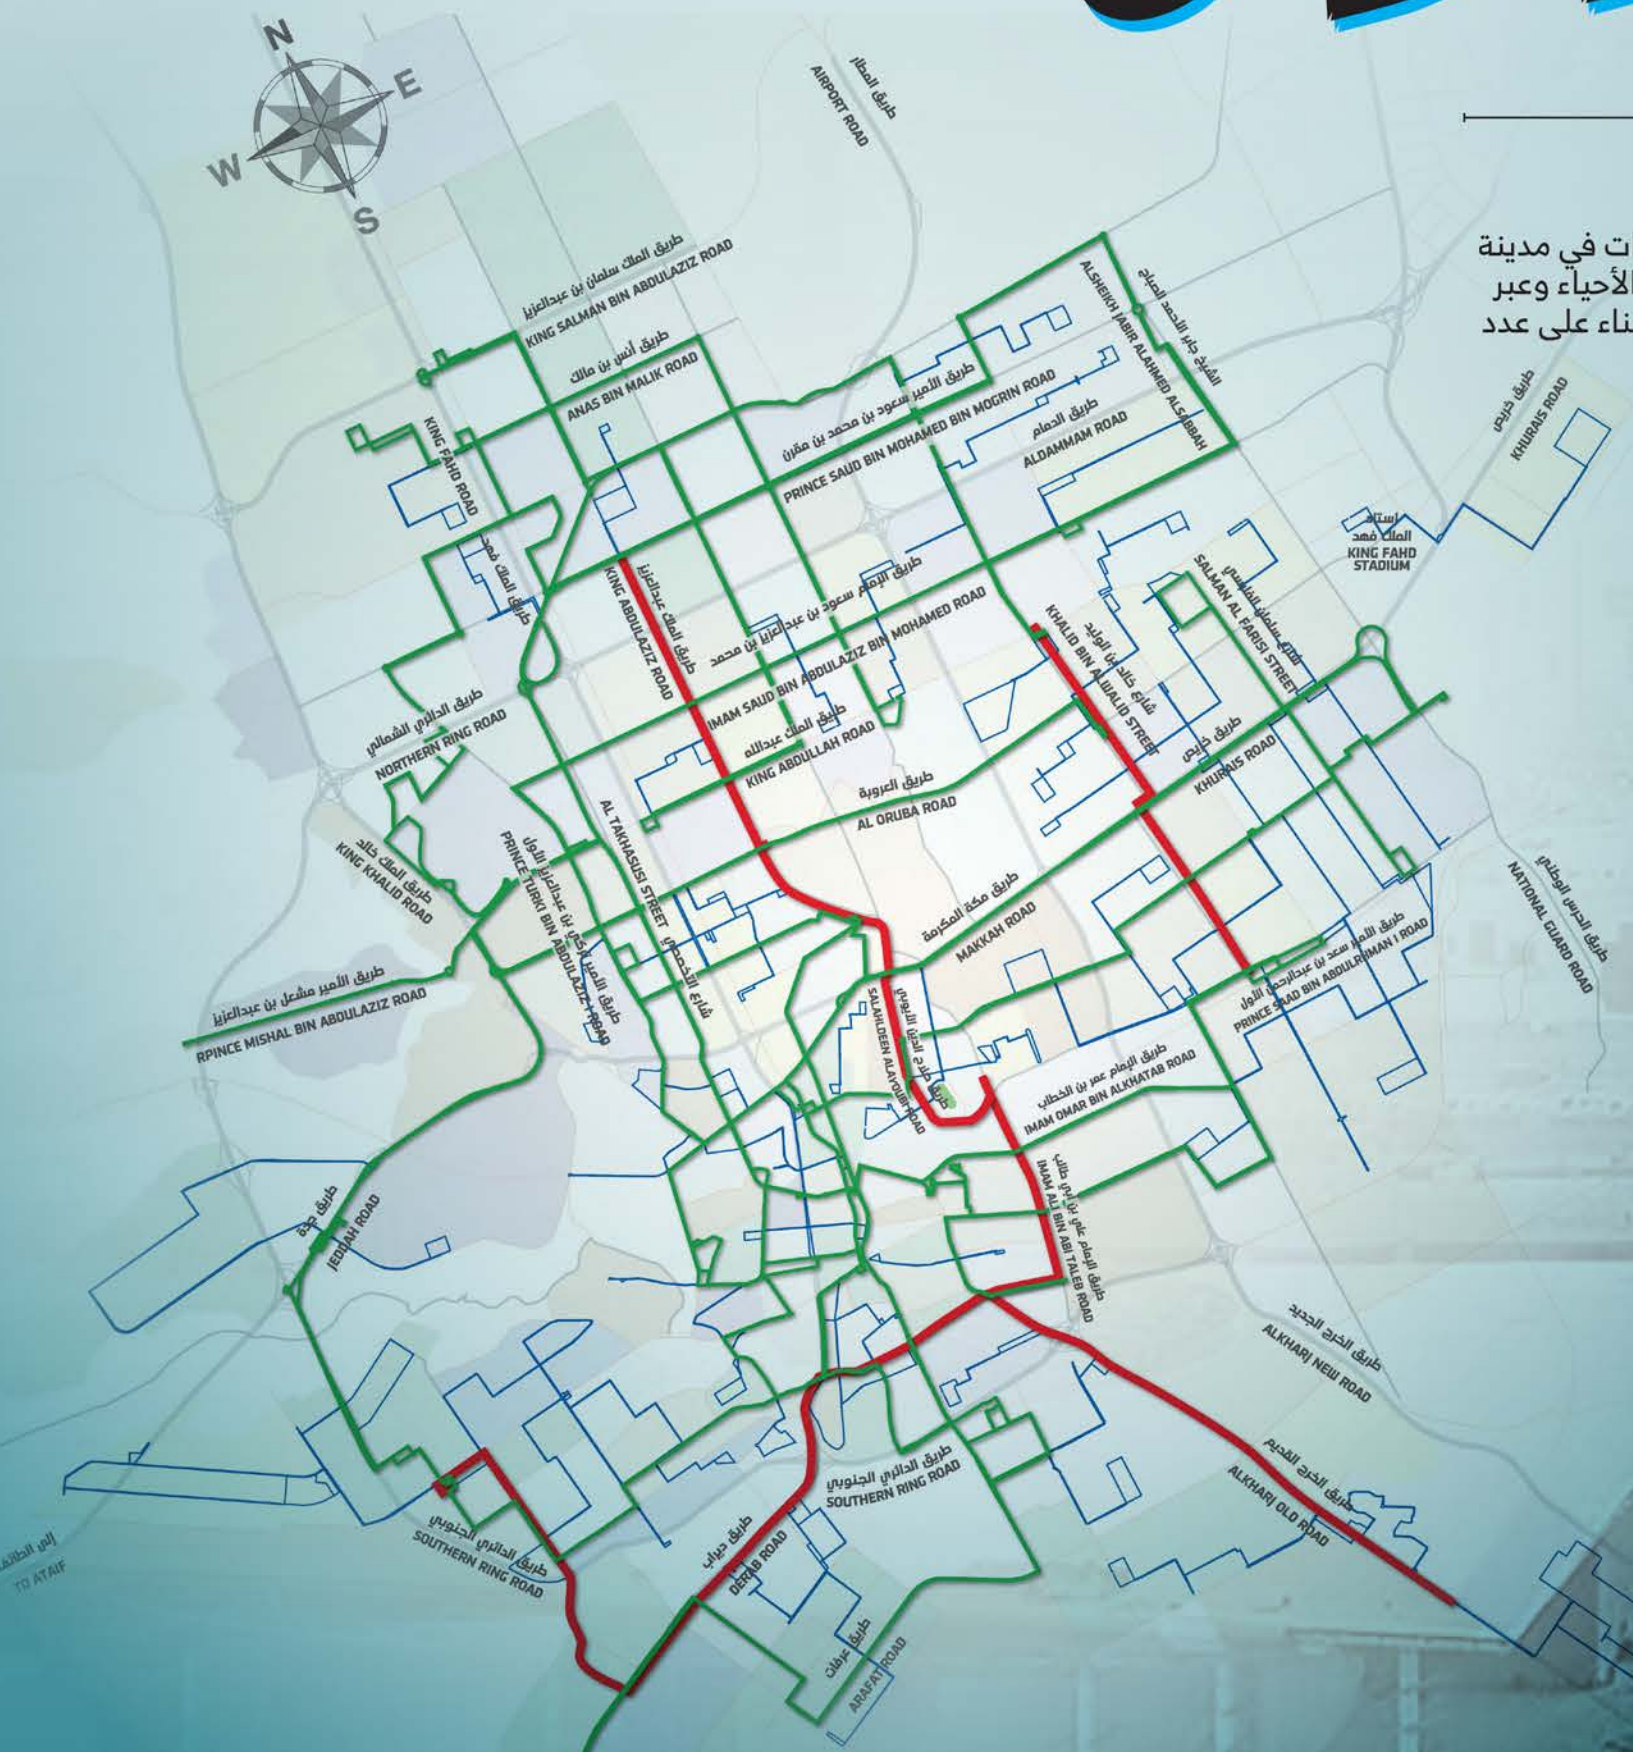 N
E
W
S
طريق المطار
AIRPORT ROAD
ات في مدينة
الأحياء وعبر
ناء على عدد
طريق الملك سلمان بن عبدالعزيز
KING SALMAN BIN ABDULAZIZ ROAD
طريق أنس بن مالك
ANAS BIN MALIK ROAD
الشيخ جابر الأحمد الصباح
ALSHEIKH JABIR ALAHMED ALSABBAH
طريق الأمير سعود بن محمد بن مقرن
PRINCE SAUD BIN MOHAMED BIN MOGRIN ROAD
طريق الدمام
ALDAMMAM ROAD
طريق خريص
KHURAIS ROAD
KING FAHD ROAD
طريق الملك فهد
استاد
الملك فهد
KING FAHD
STADIUM
طريق الملك عبدالعزيز
KING ABDULAZIZ ROAD
طريق الإمام سعود بن عبدالعزيز بن محمد
IMAM SAUD BIN ABDULAZIZ BIN MOHAMED ROAD
شارع سلمان الفارسي
SALMAN AL FARISI STREET
شارع خالد بن الوليد
KHALID BIN ALWALID STREET
طريق الدائري الشمالي
NORTHERN RING ROAD
طريق الملك عبدالله
KING ABDULLAH ROAD
طريق خريص
KHURAIS ROAD
طريق العروبة
AL ORUBA ROAD
طريق الملك خالد
KING KHALID ROAD
طريق الأمير تركي بن عبدالعزيز الأول
PRINCE TURKI BIN ABDULAZIZ I ROAD
AL TAKHASUSI STREET
شارع التخصصي
طريق مكة المكرمة
MAKKAH ROAD
طريق الحرس الوطني
NATIONAL GUARD ROAD
طريق الأمير سعد بن عبدالرحمن الأول
PRINCE SAAD BIN ABDULRHMAN I ROAD
طريق الأمير مشعل بن عبدالعزيز
RPINCE MISHAL BIN ABDULAZIZ ROAD
طريق صلاح الدين الأيوبي
SALAHLDEEN ALAYOUBI ROAD
طريق الإمام عمر بن الخطاب
IMAM OMAR BIN ALKHATAB ROAD
طريق الإمام علي بن أبي طالب
IMAM ALI BIN ABI TALEB ROAD
طريق جدة
JEDDAH ROAD
طريق الخرج الجديد
ALKHARJ NEW ROAD
طريق الخرج القديم
ALKHARJ OLD ROAD
طريق الدائري الجنوبي
SOUTHERN RING ROAD
طريق الدائري الجنوبي
SOUTHERN RING ROAD
طريق ديراب
DERAB ROAD
إلى الطائف
TO ATAIF
طريق عرفات
ARAFAT ROAD